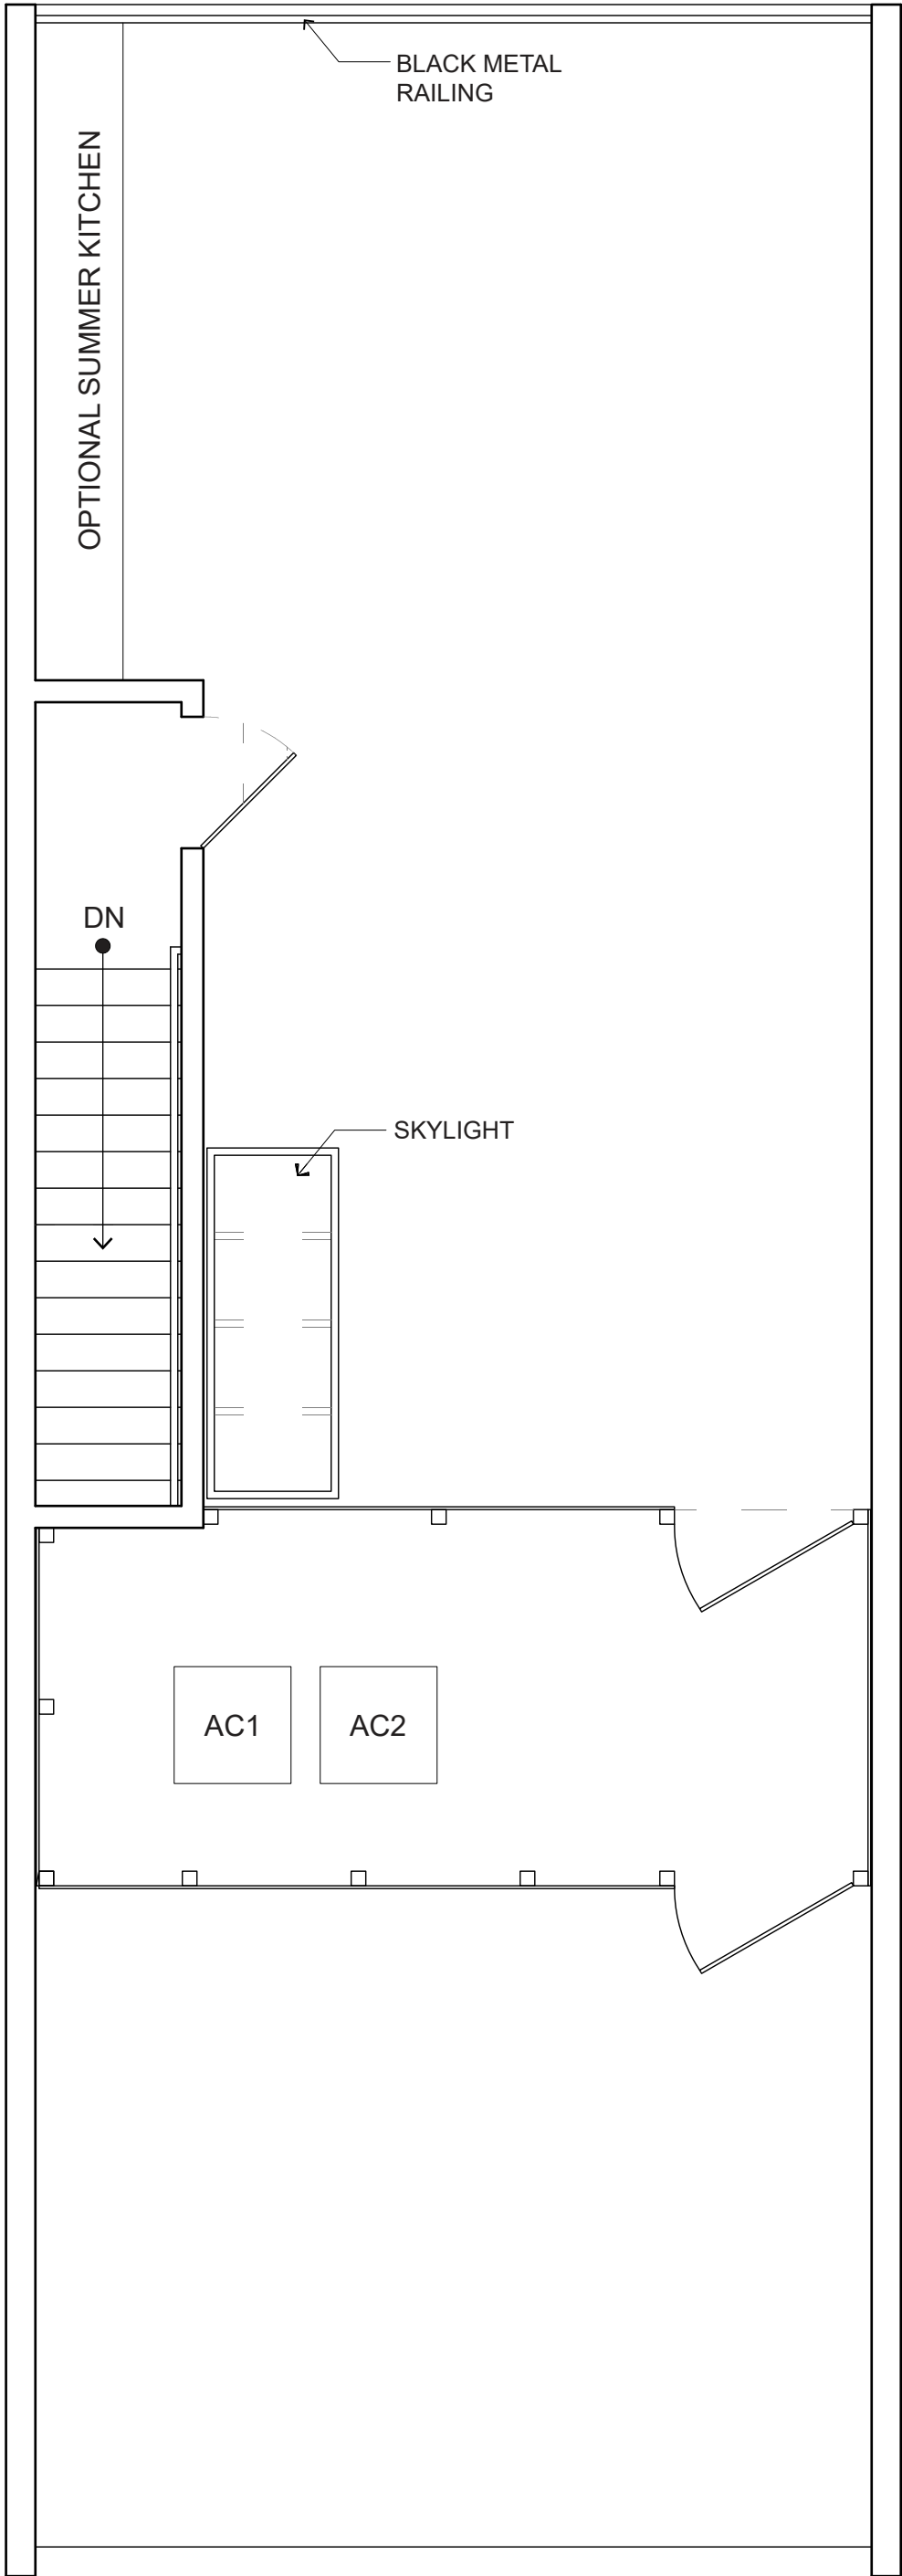 BLACK METAL
RAILING
OPTIONAL SUMMER KITCHEN
DN
SKYLIGHT
AC1
AC2